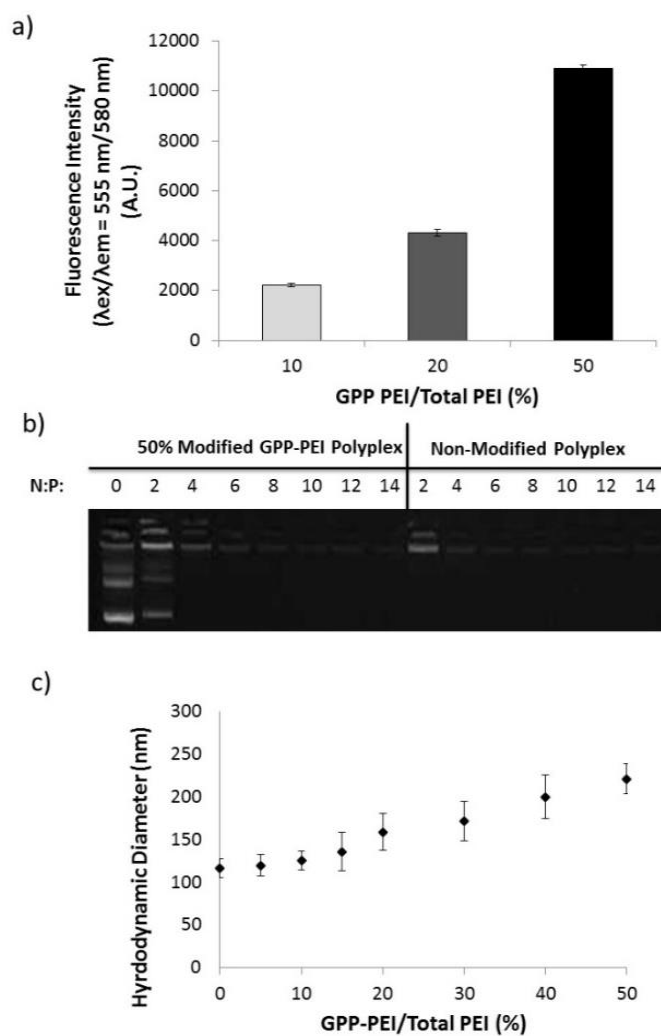 a)
Fluorescence Intensity
(λex/λem = 555 nm/580 nm)
(A.U.)
12000
10000
8000
6000
4000
2000
0
10 20 50
GPP PEI/Total PEI (%)
b)
50% Modified GPP-PEI Polyplex Non-Modified Polyplex
N:P: 0 2 4 6 8 10 12 14 2 4 6 8 10 12 14
c)
Hyrdodynamic Diameter (nm)
300
250
200
150
100
50
0
0 10 20 30 40 50
GPP-PEI/Total PEI (%)